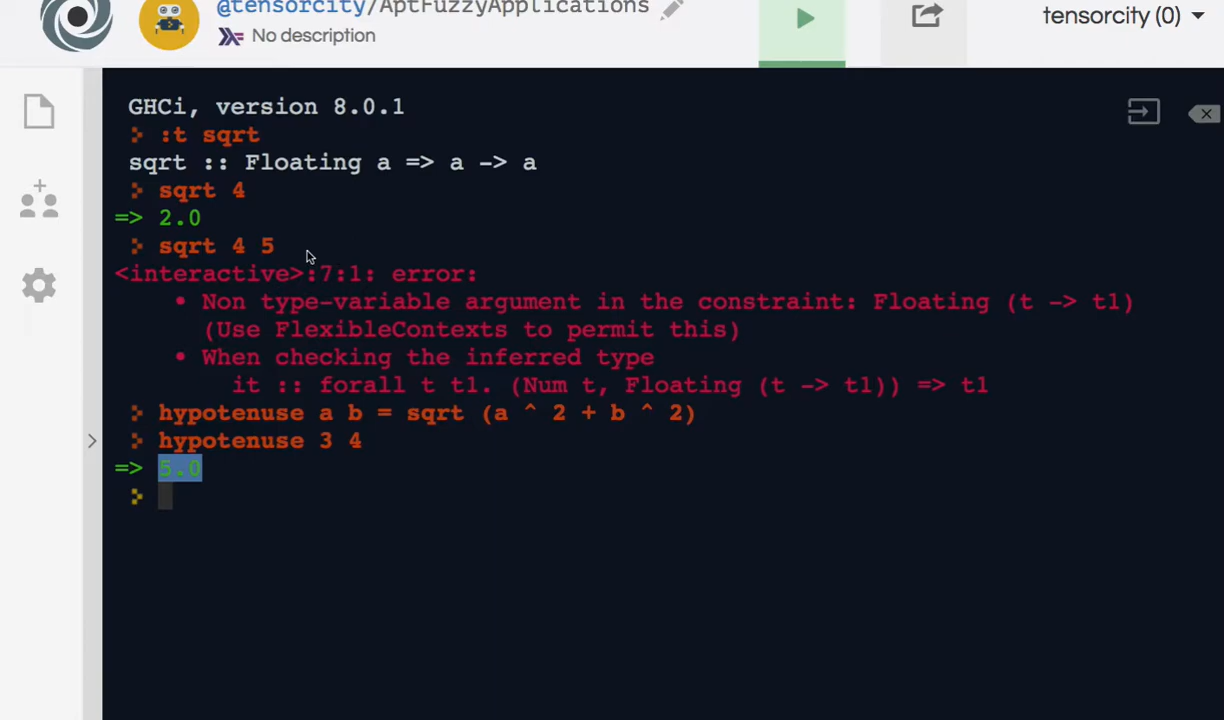 @tensorcity/AptFuzzyApplications
No description
tensorcity (0)
GHCi, version 8.0.1
:t sqrt
sqrt :: Floating a => a -> a
sqrt 4
=> 2.0
sqrt 4 5
<interactive>:7:1: error:
• Non type-variable argument in the constraint: Floating (t -> t1)
(Use FlexibleContexts to permit this)
• When checking the inferred type
it :: forall t t1. (Num t, Floating (t -> t1)) => t1
hypotenuse a b = sqrt (a ^ 2 + b ^ 2)
hypotenuse 3 4
=> 5.0